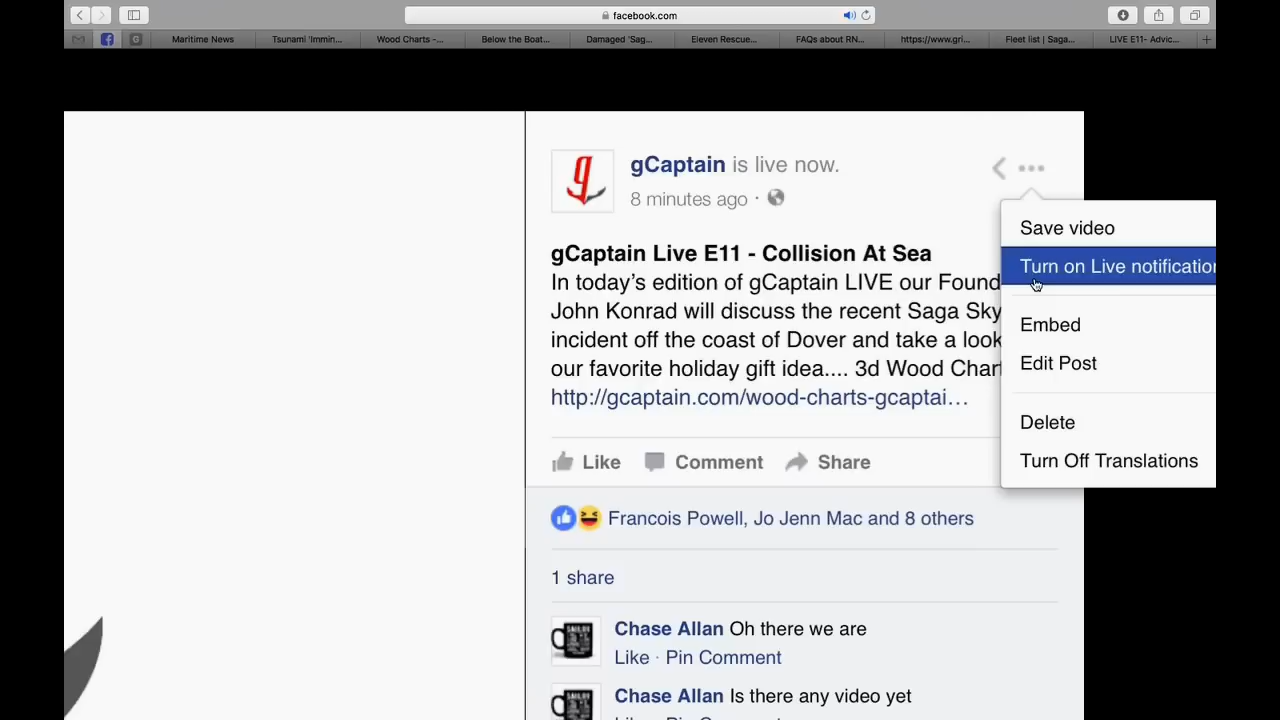 facebook.com
Maritime News
Tsunami 'Immin...
Wood Charts -...
Below the Boat...
Damaged 'Sag...
Eleven Rescue...
FAQs about RN...
https://www.gri...
Fleet list | Saga...
LIVE E11- Advic...
gCaptain is live now.
8 minutes ago ·
Save video
Turn on Live notification
gCaptain Live E11 - Collision At Sea
In today's edition of gCaptain LIVE our Found
John Konrad will discuss the recent Saga Sky
incident off the coast of Dover and take a look
our favorite holiday gift idea.... 3d Wood Char
http://gcaptain.com/wood-charts-gcaptai...
Embed
Edit Post
Delete
Turn Off Translations
Like Comment Share
Francois Powell, Jo Jenn Mac and 8 others
1 share
Chase Allan Oh there we are
Like · Pin Comment
Chase Allan Is there any video yet